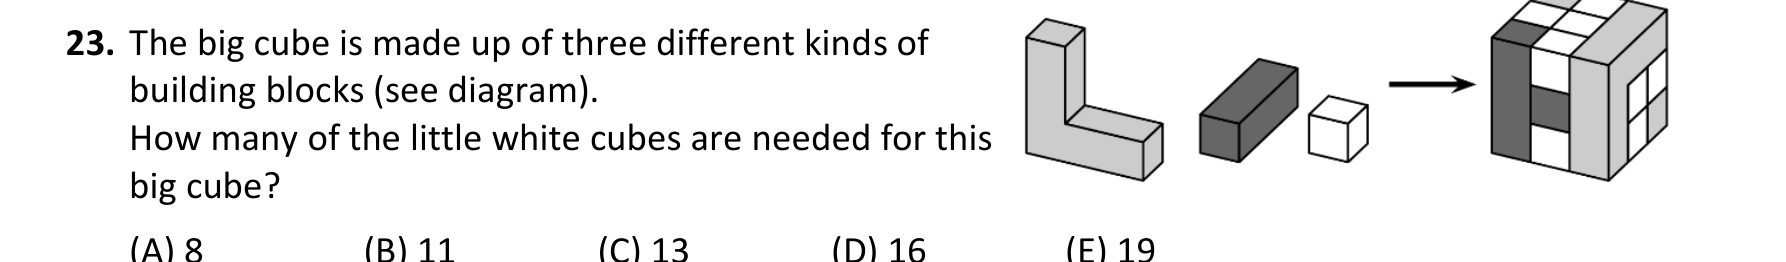 23. The big cube is made up of three different kinds of
building blocks (see diagram).
How many of the little white cubes are needed for this
big cube?
(A) 8 (B) 11 (C) 13 (D) 16 (E) 19